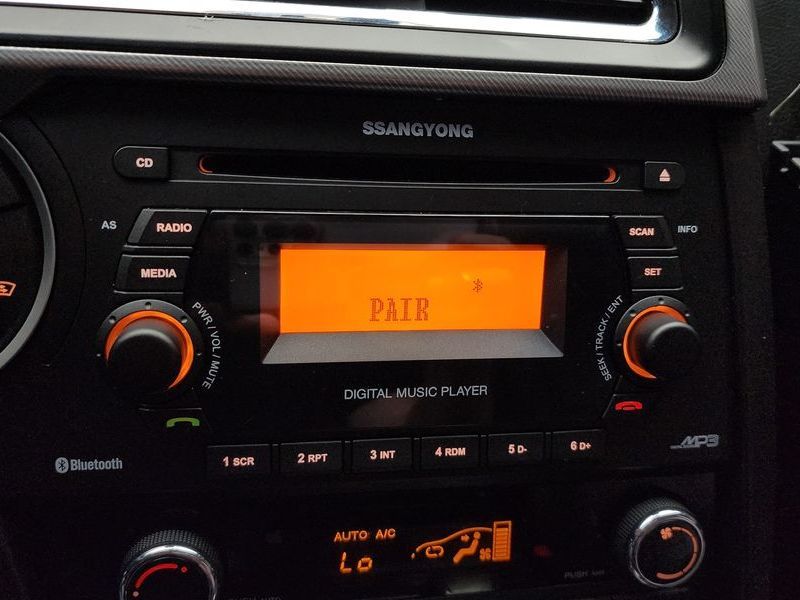 SSANGYONG
CD
AS
RADIO
SCAN
INFO
MEDIA
SET
PAIR
PWR / VOL / MUTE
SEEK / TRACK / ENT
DIGITAL MUSIC PLAYER
Bluetooth
1 SCR
2 RPT
3 INT
4 RDM
5 D-
6 D+
MP3
AUTO A/C
Lo